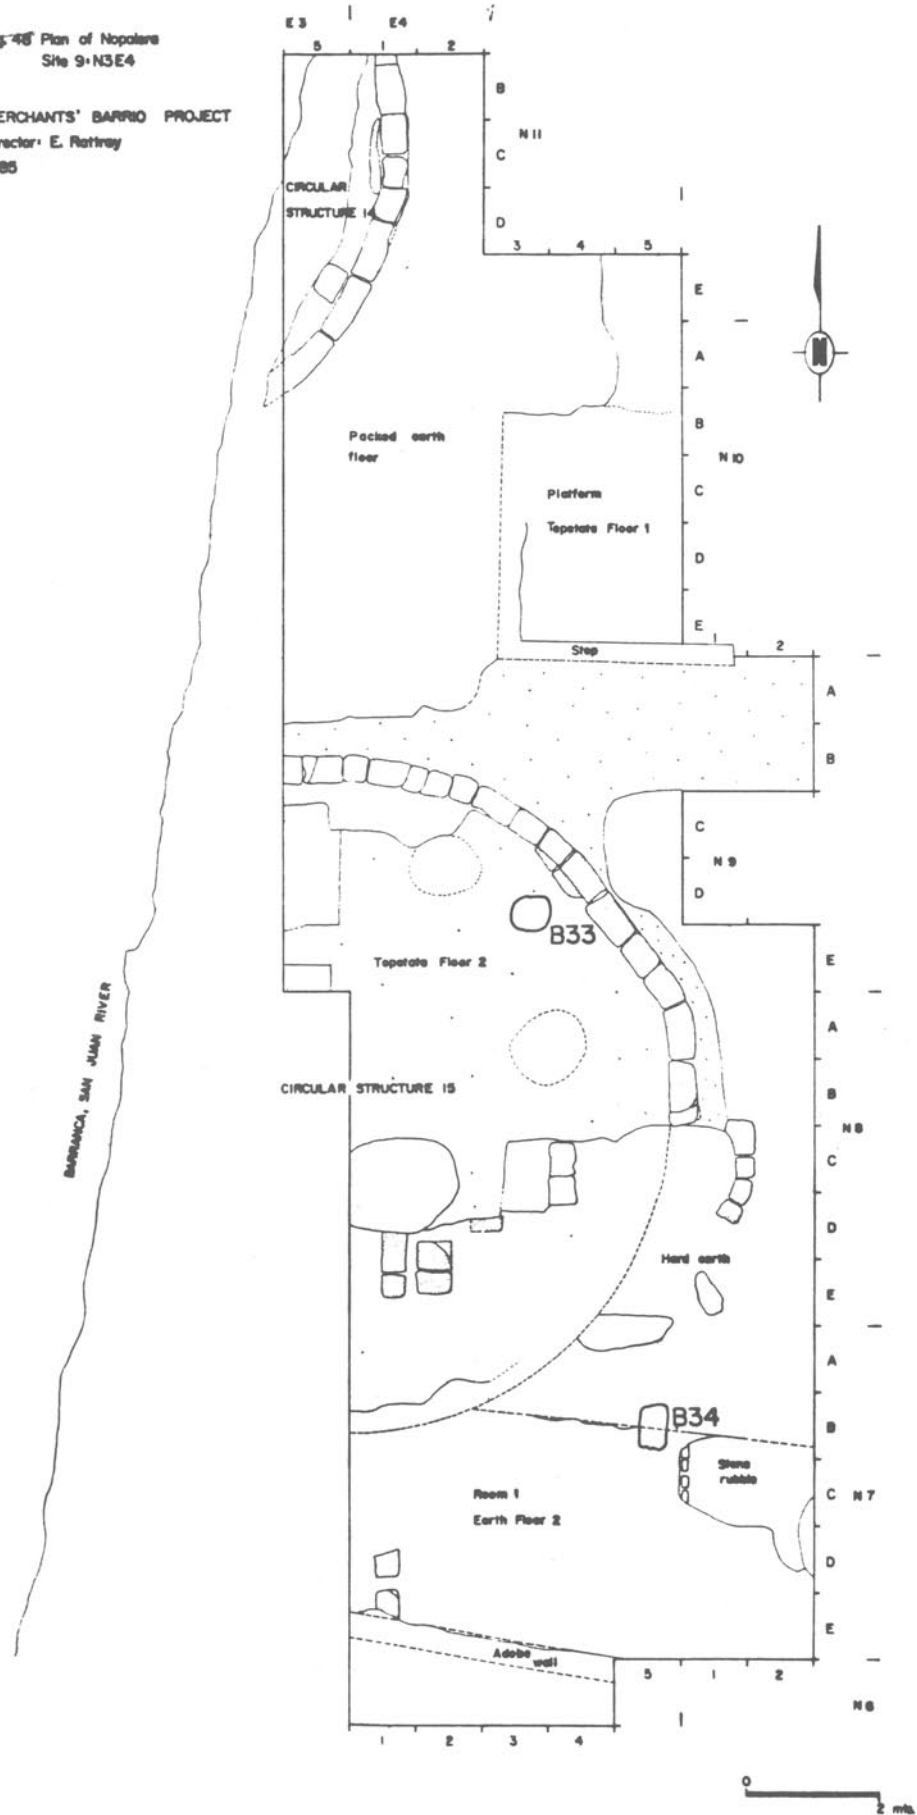 48 Plan of Nopalera
Site 9:N3E4
MERCHANTS' BARRIO PROJECT
Director: E. Rattray
85
E3 E4
5 1 2
B
C
D
N11
CIRCULAR
STRUCTURE 14
3 4 5
E
A
B
C
D
E
N10
N
Packed earth
floor
Platform
Tepetate Floor 1
Step
1 2
A
B
C
D
E
N9
B33
Tepetate Floor 2
BARRANCA, SAN JUAN RIVER
CIRCULAR STRUCTURE 15
A
B
C
D
E
N8
Hard earth
A
B
C
D
E
N7
B34
Stone
rubble
Room 1
Earth Floor 2
Adobe
wall
5 1 2
N6
1 2 3 4
0
2 mts.